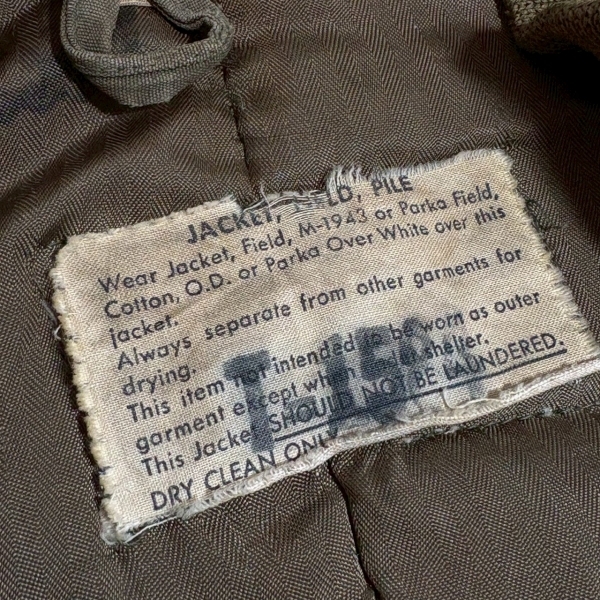 JACKET, FIELD, PILE
Wear Jacket, Field, M-1943 or Parka Field,
Cotton, O.D. or Parka Over White over this
jacket.
Always separate from other garments for
drying.
This item not intended to be worn as outer
garment except when under shelter.
This Jacket SHOULD NOT BE LAUNDERED.
DRY CLEAN ONLY